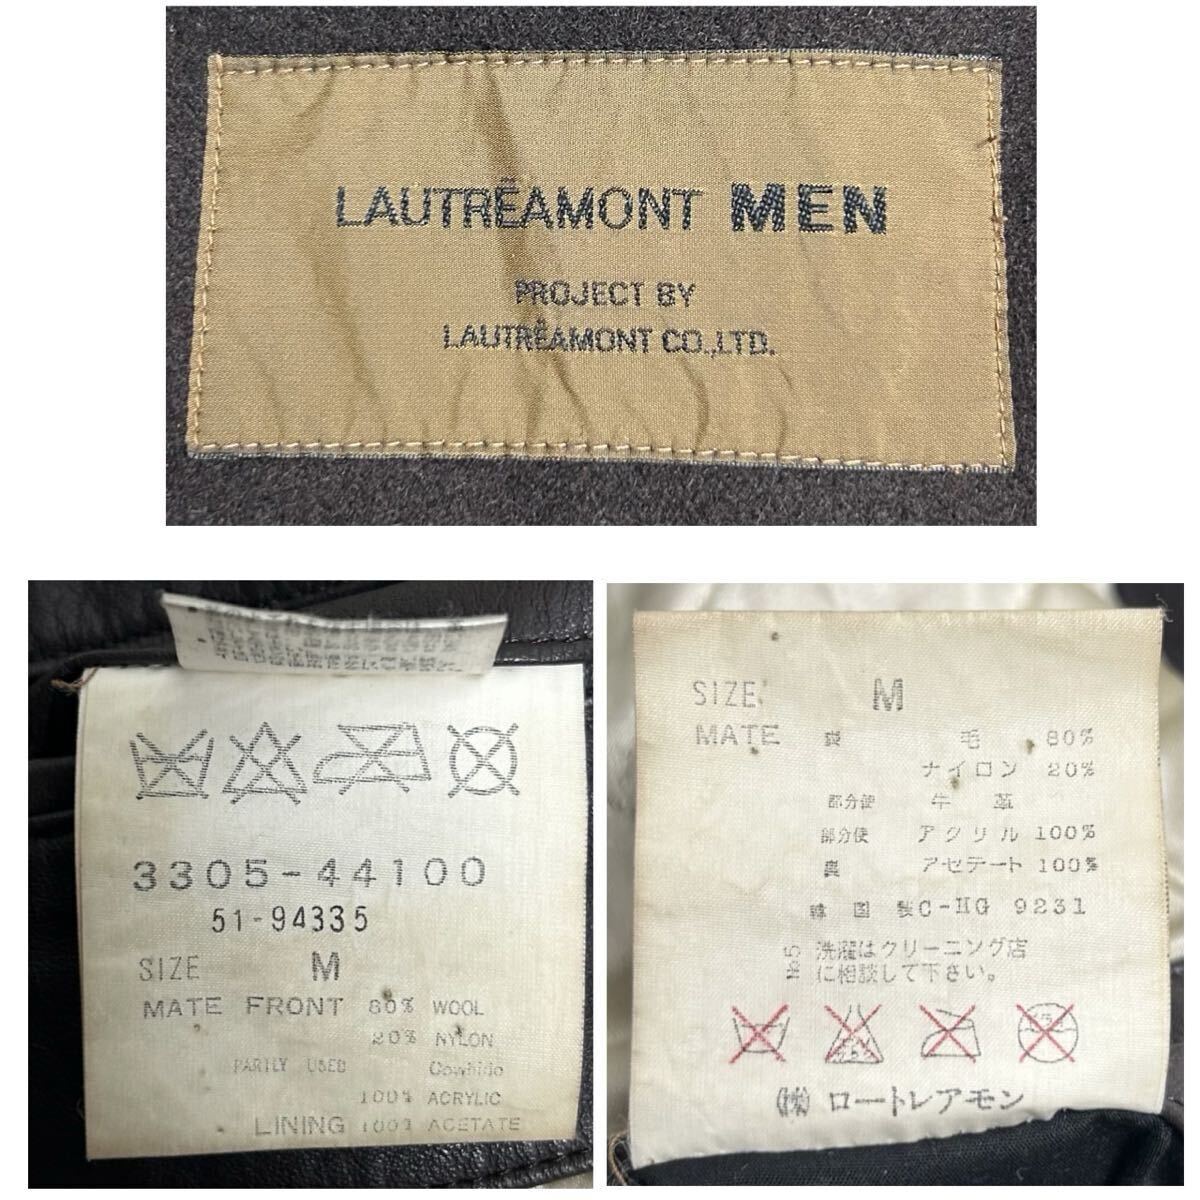 LAUTRËAMONT MEN
PROJECT BY
LAUTRËAMONT CO.,LTD.
3305-44100
51-94335
SIZE M
MATE FRONT 80% WOOL
20% NYLON
PARTLY USED Cowhide
100% ACRYLIC
LINING 100% ACETATE
SIZE M
MATE 表 毛 80%
ナイロン 20%
部分使 牛 革
部分使 アクリル 100%
裏 アセテート 100%
韓 国 製 C-IIG 9231
洗濯はクリーニング店
に相談して下さい。
(株) ロートレアモン